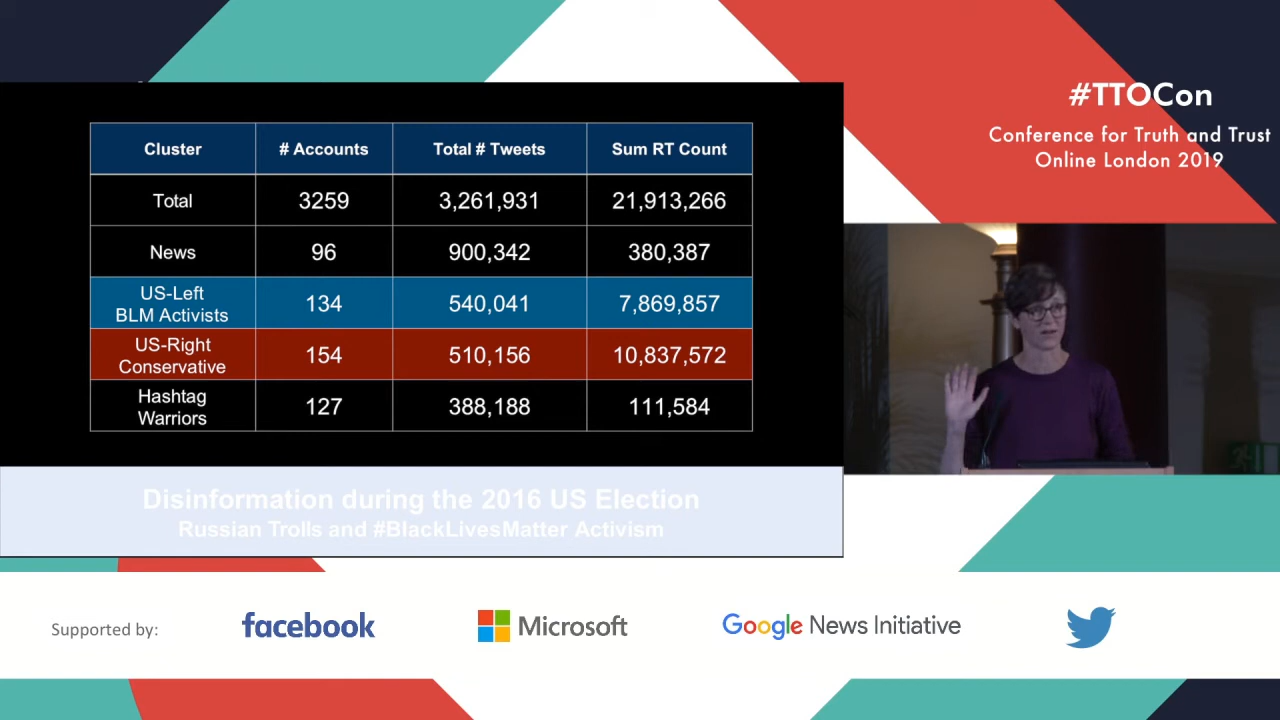 #TTOCon
Conference for Truth and Trust
Online London 2019
Cluster # Accounts Total # Tweets Sum RT Count
Total 3259 3,261,931 21,913,266
News 96 900,342 380,387
US-Left
BLM Activists 134 540,041 7,869,857
US-Right
Conservative 154 510,156 10,837,572
Hashtag
Warriors 127 388,188 111,584
Disinformation during the 2016 US Election
Russian Trolls and #BlackLivesMatter Activism
Supported by: facebook Microsoft Google News Initiative